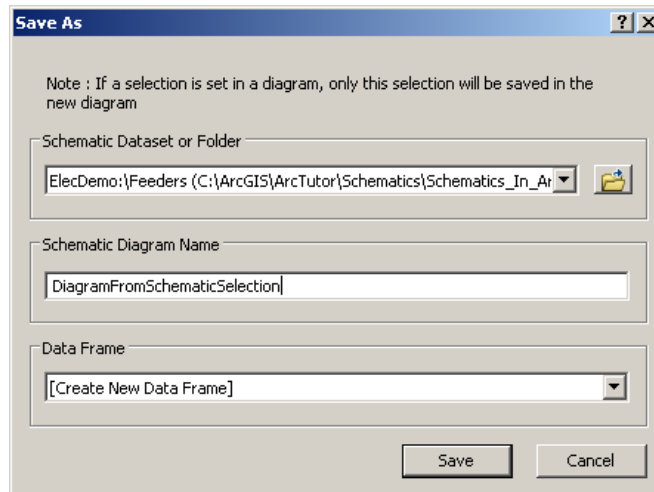 Save As
Note : If a selection is set in a diagram, only this selection will be saved in the
new diagram
Schematic Dataset or Folder
ElecDemo:\Feeders (C:\ArcGIS\ArcTutor\Schematics\Schematics_In_Ar
Schematic Diagram Name
DiagramFromSchematicSelection
Data Frame
[Create New Data Frame]
Save Cancel